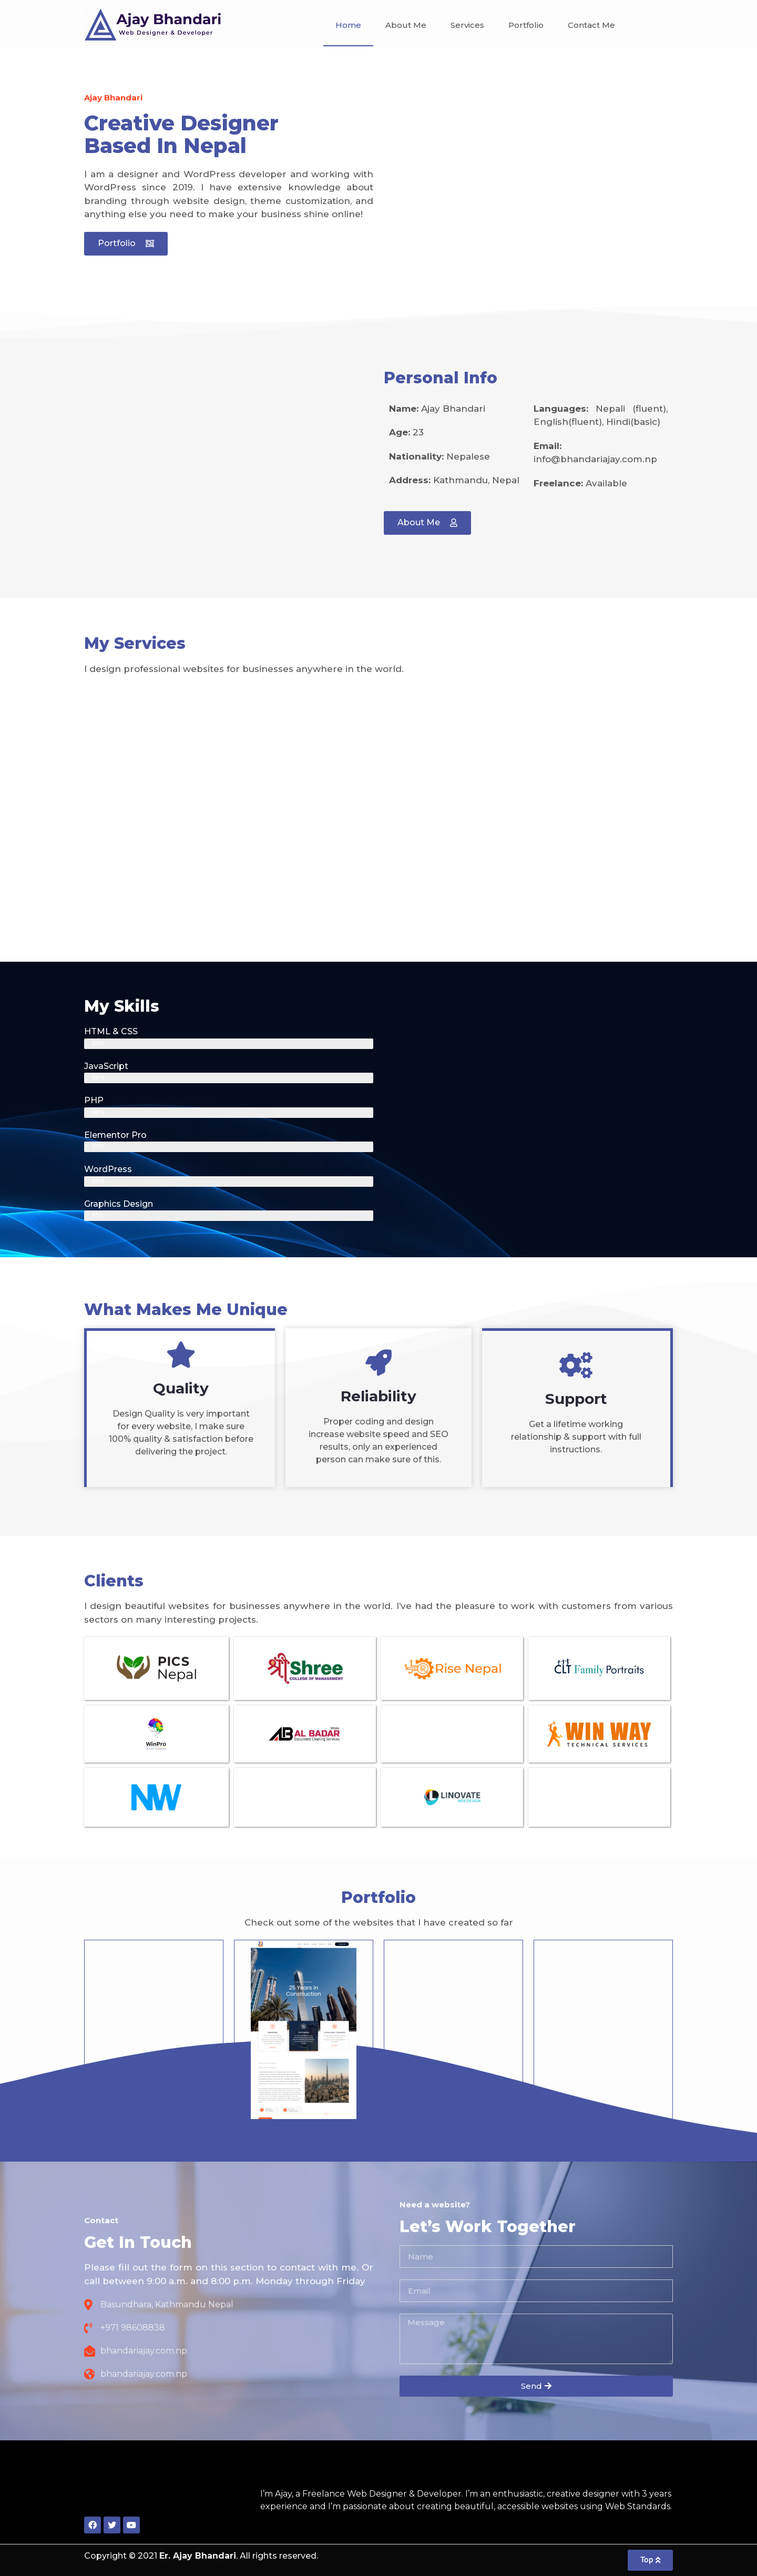 Ajay Bhandari
Web Designer & Developer
Home About Me Services Portfolio Contact Me
Ajay Bhandari
Creative Designer
Based In Nepal
I am a designer and WordPress developer and working with
WordPress since 2019. I have extensive knowledge about
branding through website design, theme customization, and
anything else you need to make your business shine online!
Portfolio
Personal Info
Name: Ajay Bhandari
Age: 23
Nationality: Nepalese
Address: Kathmandu, Nepal
Languages: Nepali (fluent),
English(fluent), Hindi(basic)
Email:
info@bhandariajay.com.np
Freelance: Available
About Me
My Services
I design professional websites for businesses anywhere in the world.
My Skills
HTML & CSS
JavaScript
PHP
Elementor Pro
WordPress
Graphics Design
What Makes Me Unique
Quality
Design Quality is very important
for every website, I make sure
100% quality & satisfaction before
delivering the project.
Reliability
Proper coding and design
increase website speed and SEO
results, only an experienced
person can make sure of this.
Support
Get a lifetime working
relationship & support with full
instructions.
Clients
I design beautiful websites for businesses anywhere in the world. I've had the pleasure to work with customers from various
sectors on many interesting projects.
PICS
Nepal
श्रीShree
COLLEGE OF MANAGEMENT
Rise Nepal
CLT Family Portraits
WinPro
AB AL BADAR
Document Clearing Services
WIN WAY
TECHNICAL SERVICES
NW
LINOVATE
WEB DESIGN
Portfolio
Check out some of the websites that I have created so far
25 Years in
Construction
Contact
Get In Touch
Please fill out the form on this section to contact with me. Or
call between 9:00 a.m. and 8:00 p.m. Monday through Friday
Basundhara, Kathmandu Nepal
+971 98608838
bhandariajay.com.np
bhandariajay.com.np
Need a website?
Let's Work Together
Name
Email
Message
Send
I'm Ajay, a Freelance Web Designer & Developer. I'm an enthusiastic, creative designer with 3 years
experience and I'm passionate about creating beautiful, accessible websites using Web Standards.
Copyright © 2021 Er. Ajay Bhandari. All rights reserved.
Top